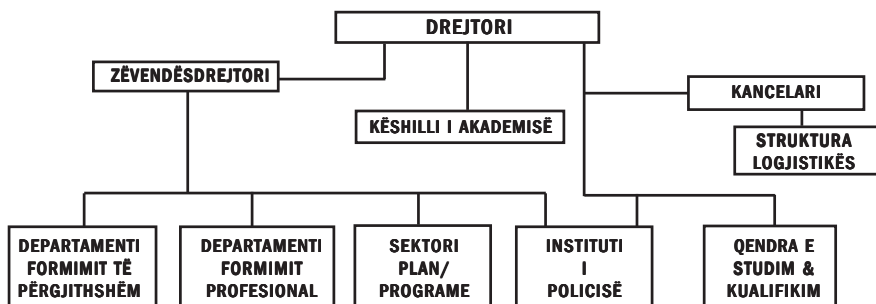 DREJTORI
ZËVENDËSDREJTORI
KANÇELARI
KËSHILLI I AKADEMISË
STRUKTURA
LOGJISTIKËS
DEPARTAMENTI
FORMIMIT TË
PËRGJITHSHËM
DEPARTAMENTI
FORMIMIT
PROFESIONAL
SEKTORI
PLAN/
PROGRAME
INSTITUTI
I
POLICISË
QENDRA E
STUDIM &
KUALIFIKIM